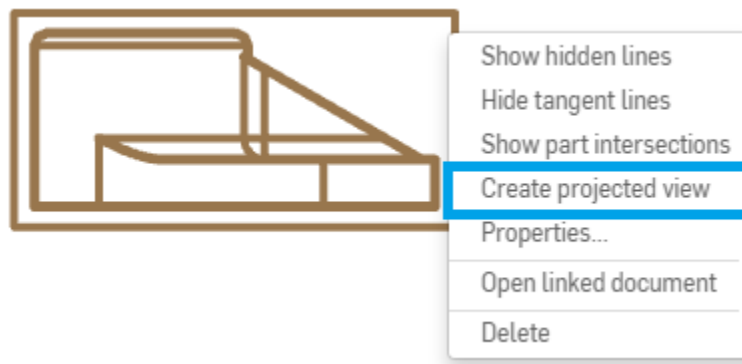 Show hidden lines
Hide tangent lines
Show part intersections
Create projected view
Properties...
Open linked document
Delete